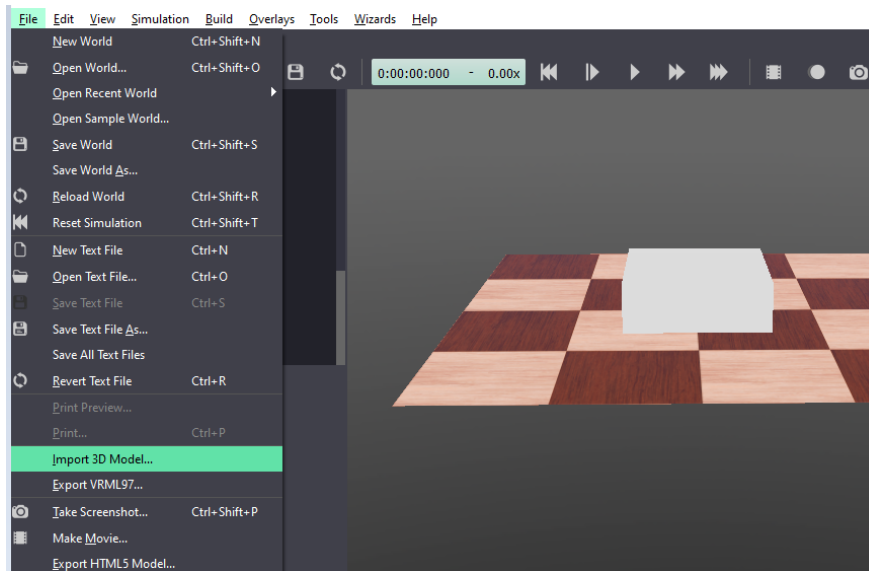 File Edit View Simulation Build Overlays Tools Wizards Help
New World Ctrl+Shift+N
Open World... Ctrl+Shift+O
0:00:00:000 - 0.00x
Open Recent World
Open Sample World...
Save World Ctrl+Shift+S
Save World As...
Reload World Ctrl+Shift+R
Reset Simulation Ctrl+Shift+T
New Text File Ctrl+N
Open Text File... Ctrl+O
Save Text File Ctrl+S
Save Text File As...
Save All Text Files
Revert Text File Ctrl+R
Print Preview...
Print... Ctrl+P
Import 3D Model...
Export VRML97...
Take Screenshot... Ctrl+Shift+P
Make Movie...
Export HTML5 Model...